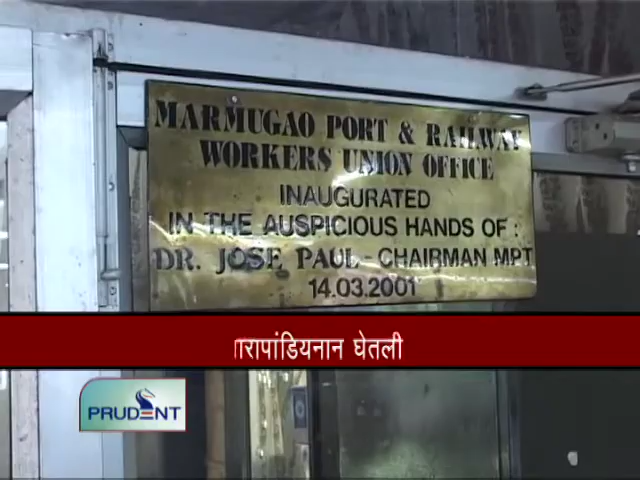 MARMUGAO PORT & RAILWAY
WORKERS UNION OFFICE
INAUGURATED
IN THE AUSPICIOUS HANDS OF :
DR. JOSE PAUL - CHAIRMAN MPT
14.03.2001
घेतली
PRUDENT